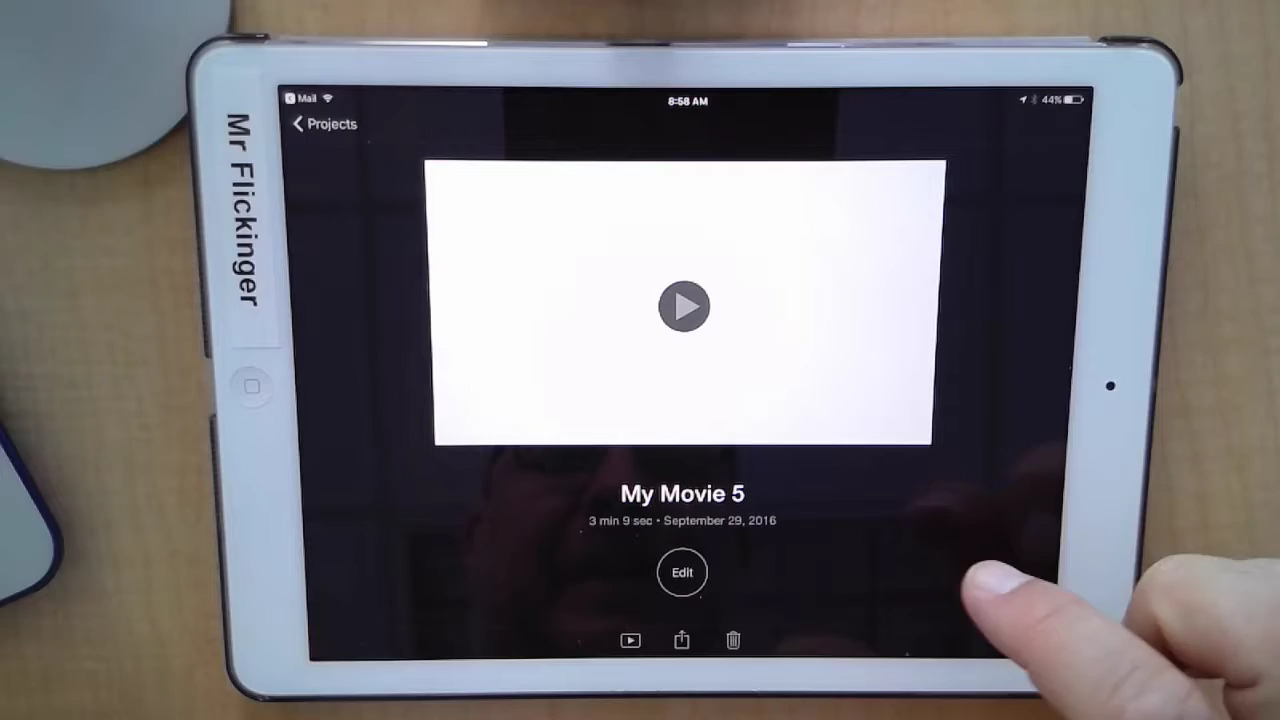 Mr Flickinger
Mail
8:58 AM
44%
Projects
My Movie 5
3 min 9 sec • September 29, 2016
Edit